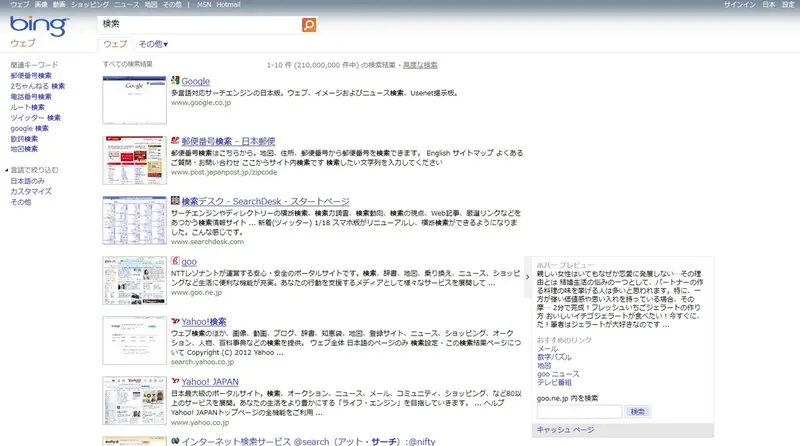 ウェブ 画像 動画 ショッピング ニュース 地図 その他 | MSN Hotmail
サインイン 日本 設定
bing
検索
ウェブ
ウェブ その他▾
関連キーワード
郵便番号検索
2ちゃんねる 検索
電話番号検索
ルート検索
ツイッター 検索
google 検索
歌詞検索
地図検索
言語で絞り込む
日本語のみ
カスタマイズ
その他
すべての検索結果
1-10 件 (210,000,000 件中) の検索結果・高度な検索
Google
多言語対応サーチエンジンの日本版。ウェブ、イメージおよびニュース検索、Usenet掲示板。
www.google.co.jp
郵便番号検索 - 日本郵便
郵便番号検索はこちらから。地図、住所、郵便番号から郵便番号を検索できます。 English サイトマップ よくある
ご質問・お問い合わせ ここからサイト内検索です 検索したい文字列を入力してください
www.post.japanpost.jp/zipcode
検索デスク - SearchDesk - スタートページ
サーチエンジンやディレクトリーの横断検索、検索力調査、検索動向、検索の視点、Web記事、厳選リンクなどを
あつかう検索情報サイト ... 新着(ツィッター) 1/18 スマホ版がリニューアルし、横断検索ができるようになりまし
た。こんな感じです。
www.searchdesk.com
goo
NTTレゾナントが運営する安心・安全のポータルサイトです。検索、辞書、地図、乗り換え、ニュース、ショッピ
ングなど生活に便利な機能が充実。あなたの行動を支援するメディアとして様々なサービスを展開して ...
www.goo.ne.jp
Yahoo!検索
ウェブ検索のほか、画像、動画、ブログ、辞書、知恵袋、地図、登録サイト、ニュース、ショッピング、オーク
ション、人物、百科事典などの検索を提供。 ウェブ全体 日本語のページのみ 検索設定 - この検索結果ページにつ
いて Copyright (C) 2012 Yahoo ...
search.yahoo.co.jp
Yahoo! JAPAN
日本最大級のポータルサイト。検索、オークション、ニュース、メール、コミュニティ、ショッピング、など80以
上のサービスを展開。あなたの生活をより豊かにする「ライフ・エンジン」を目指していきます。 ... ヘルプ
Yahoo! JAPANトップページの全機能をご利用 ...
www.yahoo.co.jp
インターネット検索サービス @search（アット・サーチ）:@nifty
ホバー プレビュー
親しい女性はいてもなぜか恋愛に発展しない…その理
由とは 結婚生活の悩みの一つとして、パートナーの作
る料理の味を挙げる人は多いと思われます。特に、一
方が強い価値感や思い入れを持っている場合、その
摩… 2分で完成！フレッシュいちごジェラートの作り
方 おいしいイチゴジェラートが食べたい！今すぐに、
だ！筆者はジェラートが大好きなのです ...
おすすめのリンク
メール
数字パズル
地図
goo ニュース
テレビ番組
goo.ne.jp 内を検索
検索
キャッシュ ページ